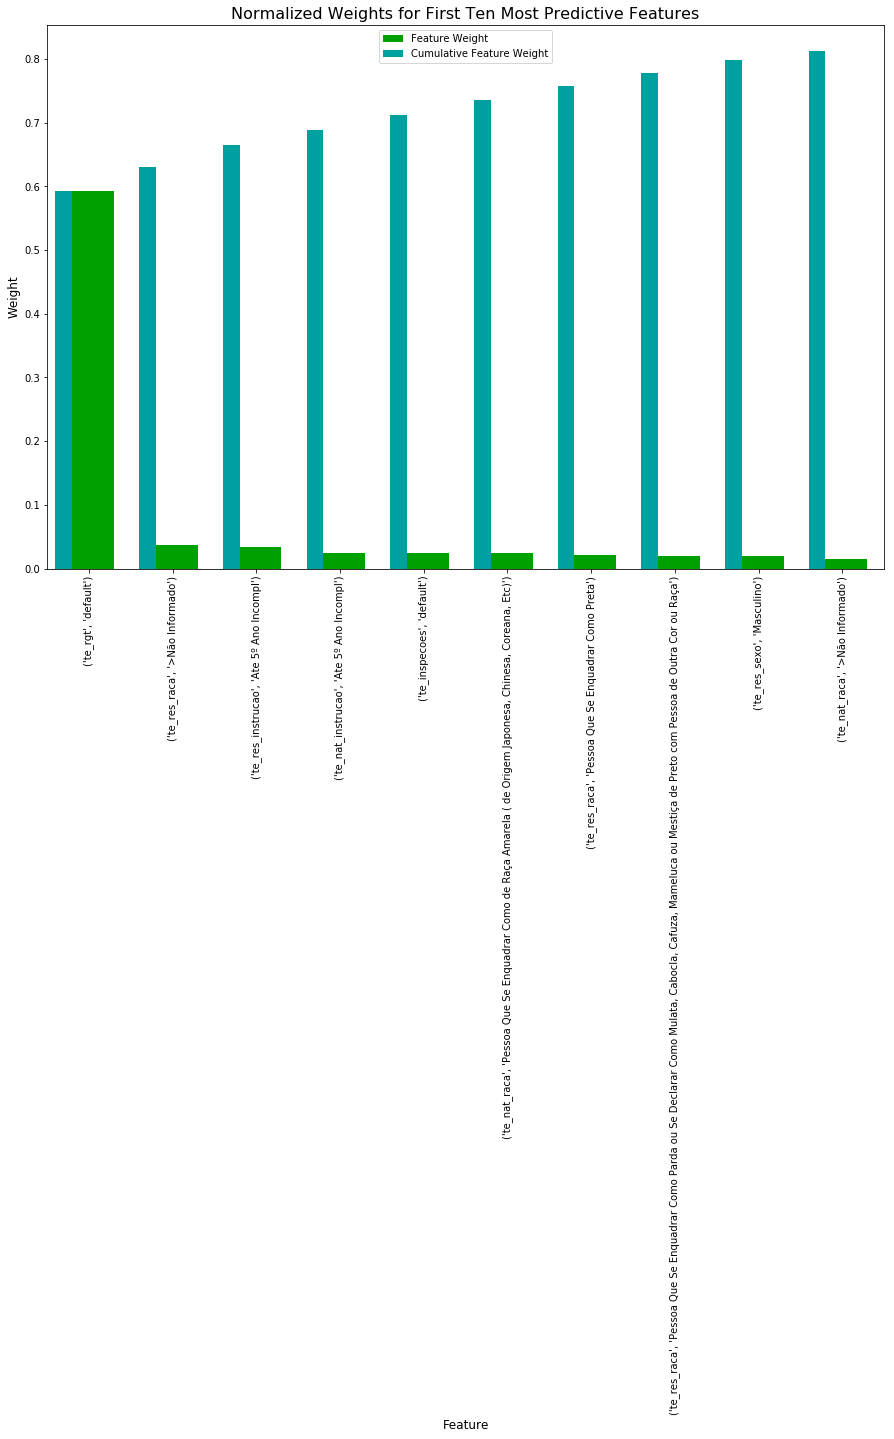 Normalized Weights for First Ten Most Predictive Features
Feature Weight
Cumulative Feature Weight
Weight
0.8
0.7
0.6
0.5
0.4
0.3
0.2
0.1
0.0
('te_rgt', 'default')
('te_res_raca', '>Não Informado')
('te_res_instrucao', 'Ate 5º Ano Incompl')
('te_nat_instrucao', 'Ate 5º Ano Incompl')
('te_inspecoes', 'default')
('te_nat_raca', 'Pessoa Que Se Enquadrar Como de Raça Amarela ( de Origem Japonesa, Chinesa, Coreana, Etc)')
('te_res_raca', 'Pessoa Que Se Enquadrar Como Preta')
('te_res_raca', 'Pessoa Que Se Enquadrar Como Parda ou Se Declarar Como Mulata, Cabocla, Cafuza, Mameluca ou Mestiça de Preto com Pessoa de Outra Cor ou Raça')
('te_res_sexo', 'Masculino')
('te_nat_raca', '>Não Informado')
Feature